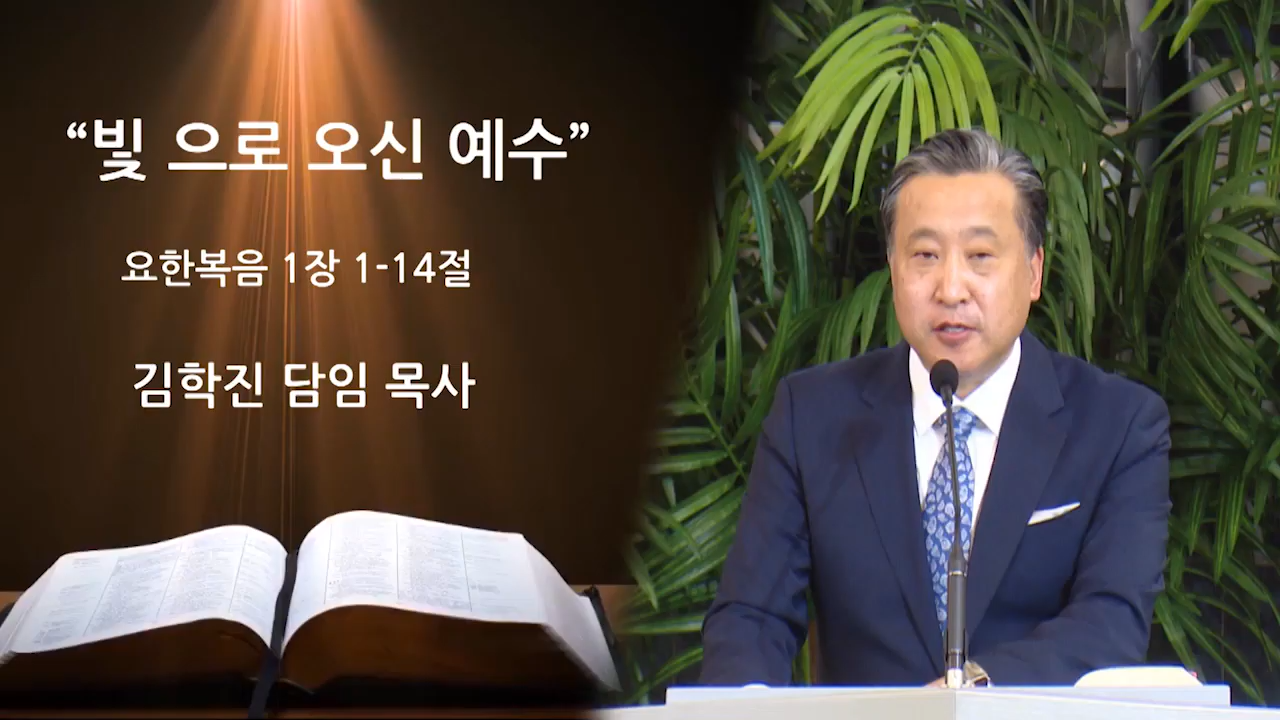 “빛 으로 오신 예수”
요한복음 1장 1-14절
김학진 담임 목사